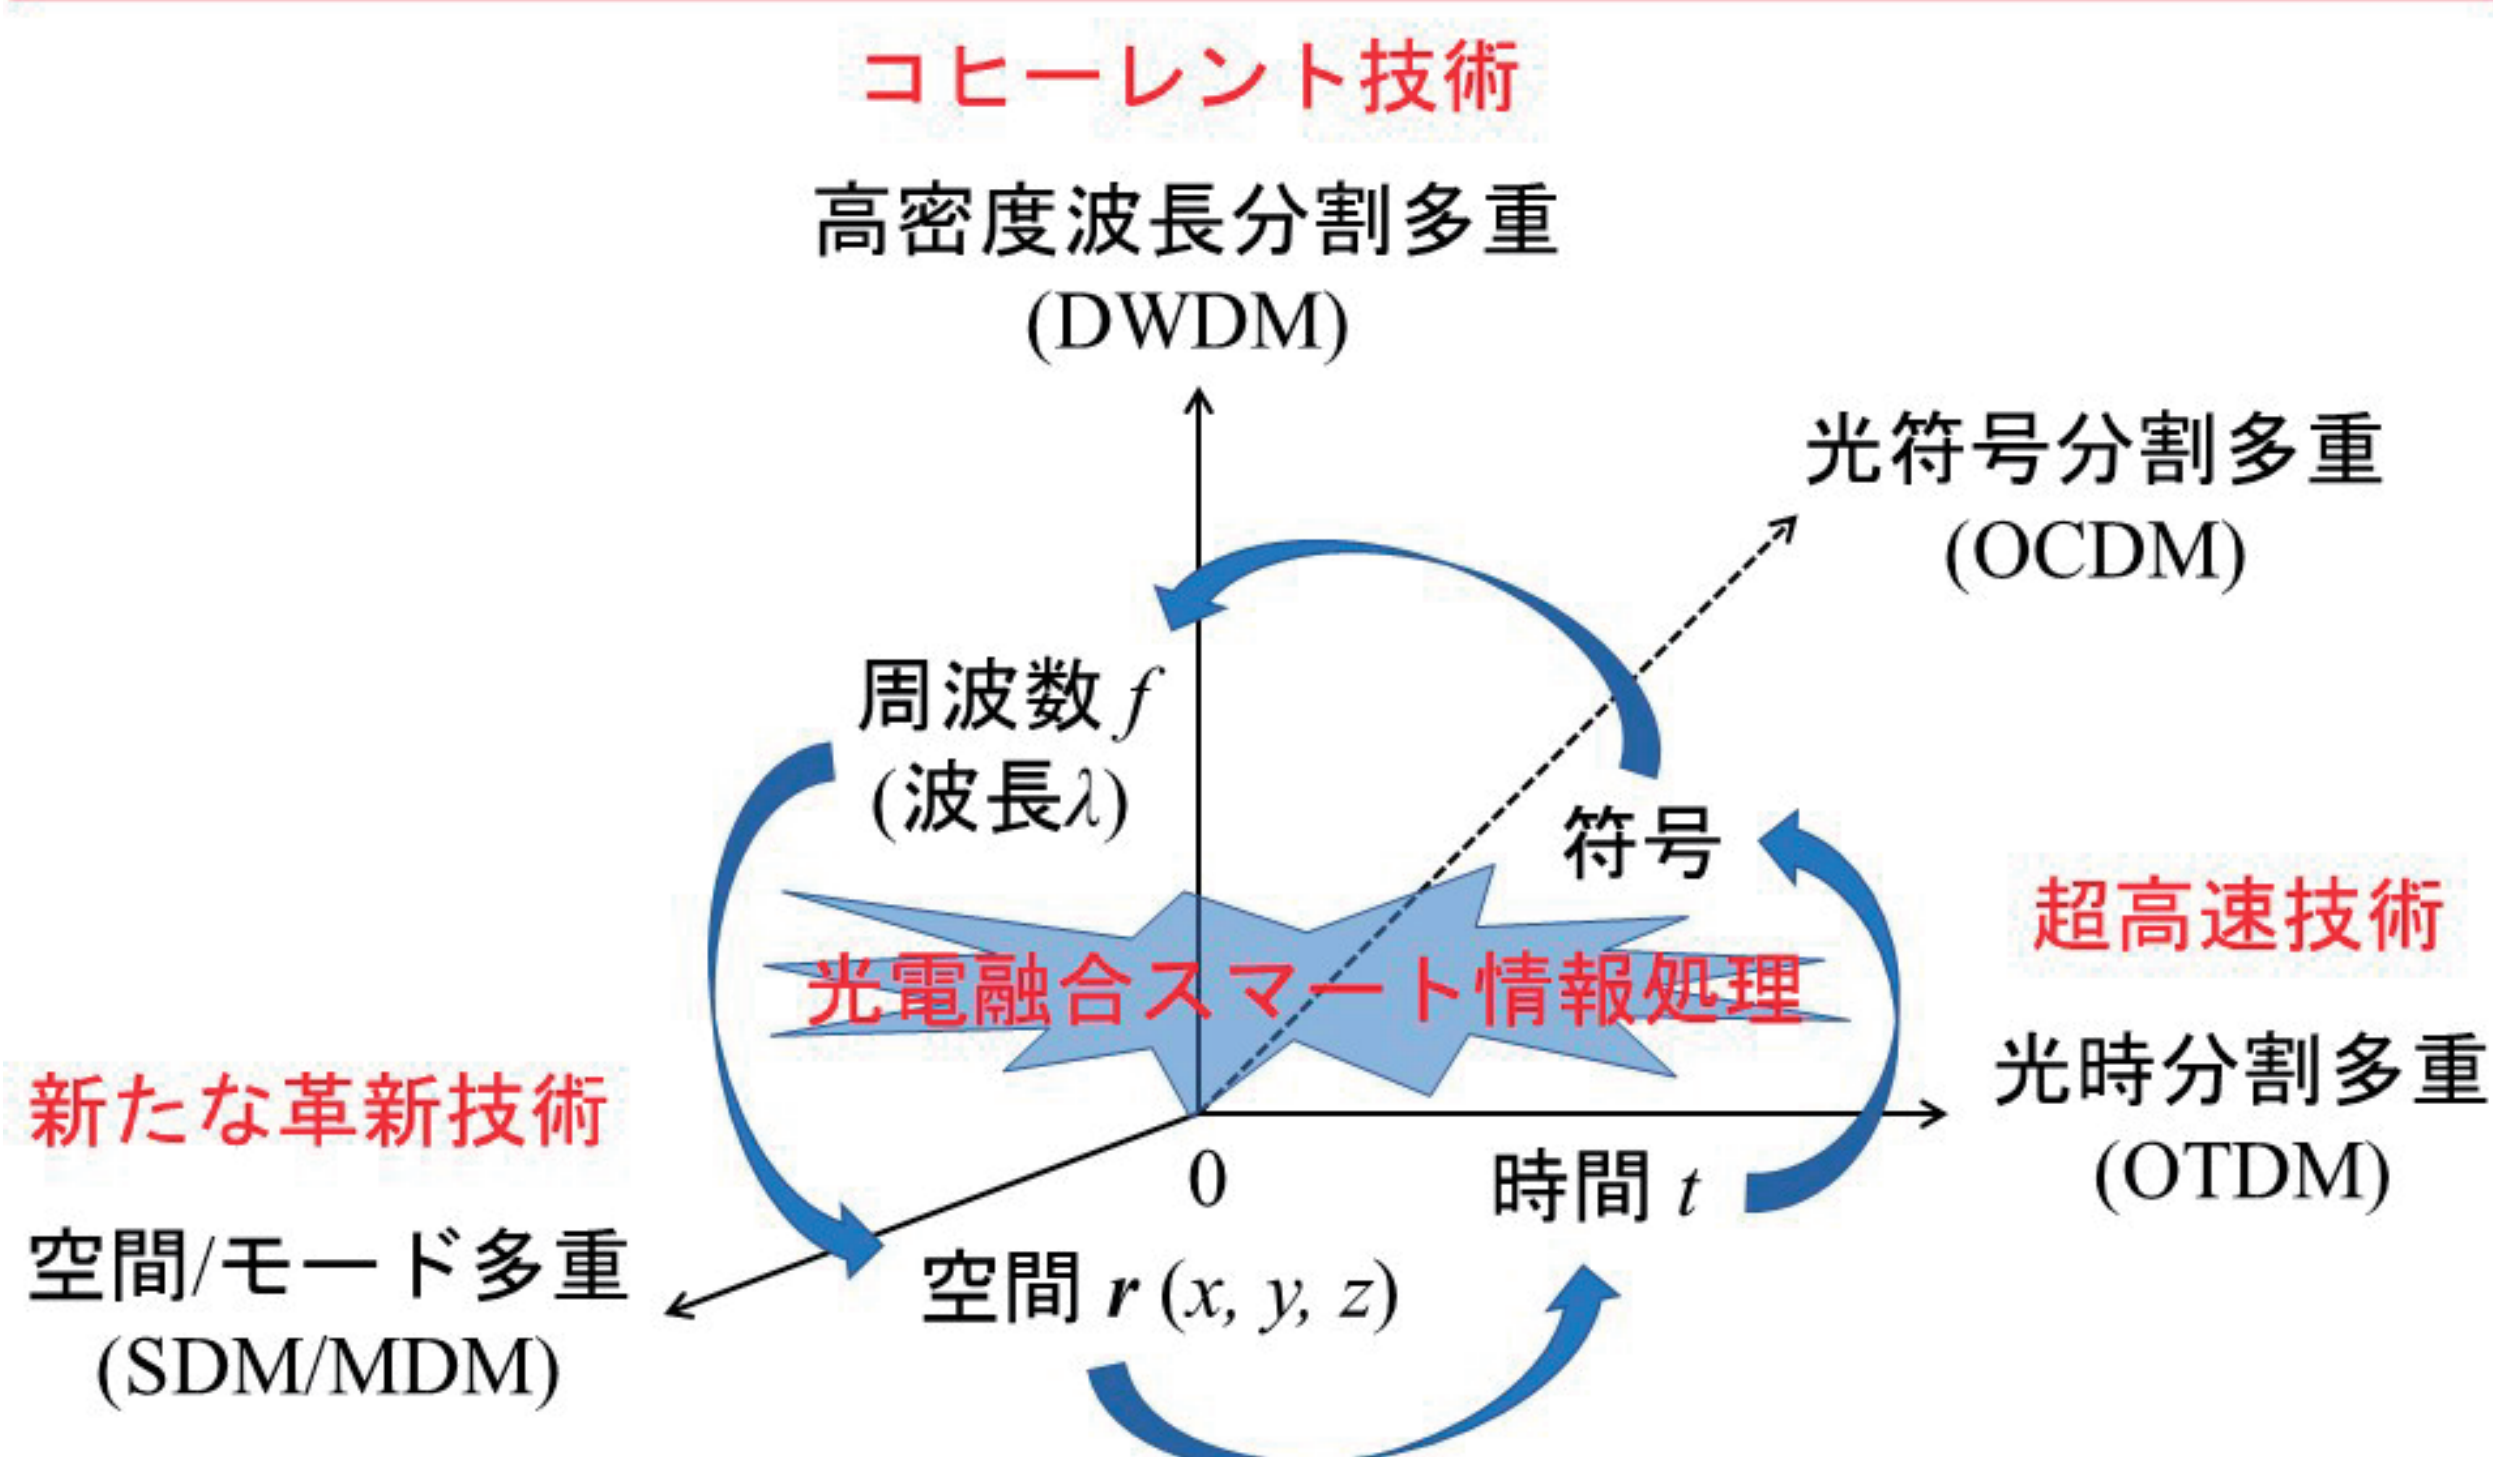 コヒーレント技術
高密度波長分割多重
(DWDM)
光符号分割多重
(OCDM)
周波数 f
(波長λ)
符号
超高速技術
光電融合スマート情報処理
光時分割多重
(OTDM)
新たな革新技術
空間/モード多重
(SDM/MDM)
0
時間 t
空間 r (x, y, z)